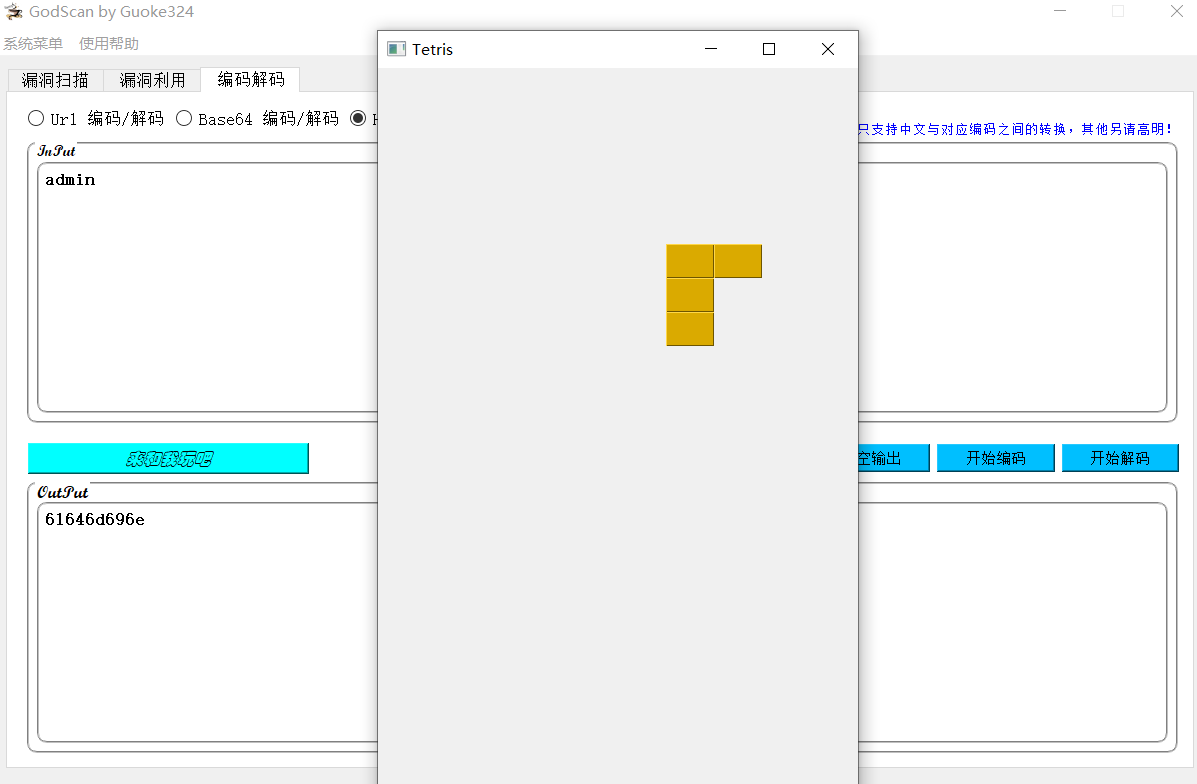 GodScan by Guoke324
系统菜单 使用帮助
Tetris
漏洞扫描 漏洞利用 编码解码
Url 编码/解码 Base64 编码/解码
只支持中文与对应编码之间的转换，其他另请高明！
InPut
admin
来和我玩吧 空输出 开始编码 开始解码
OutPut
61646d696e